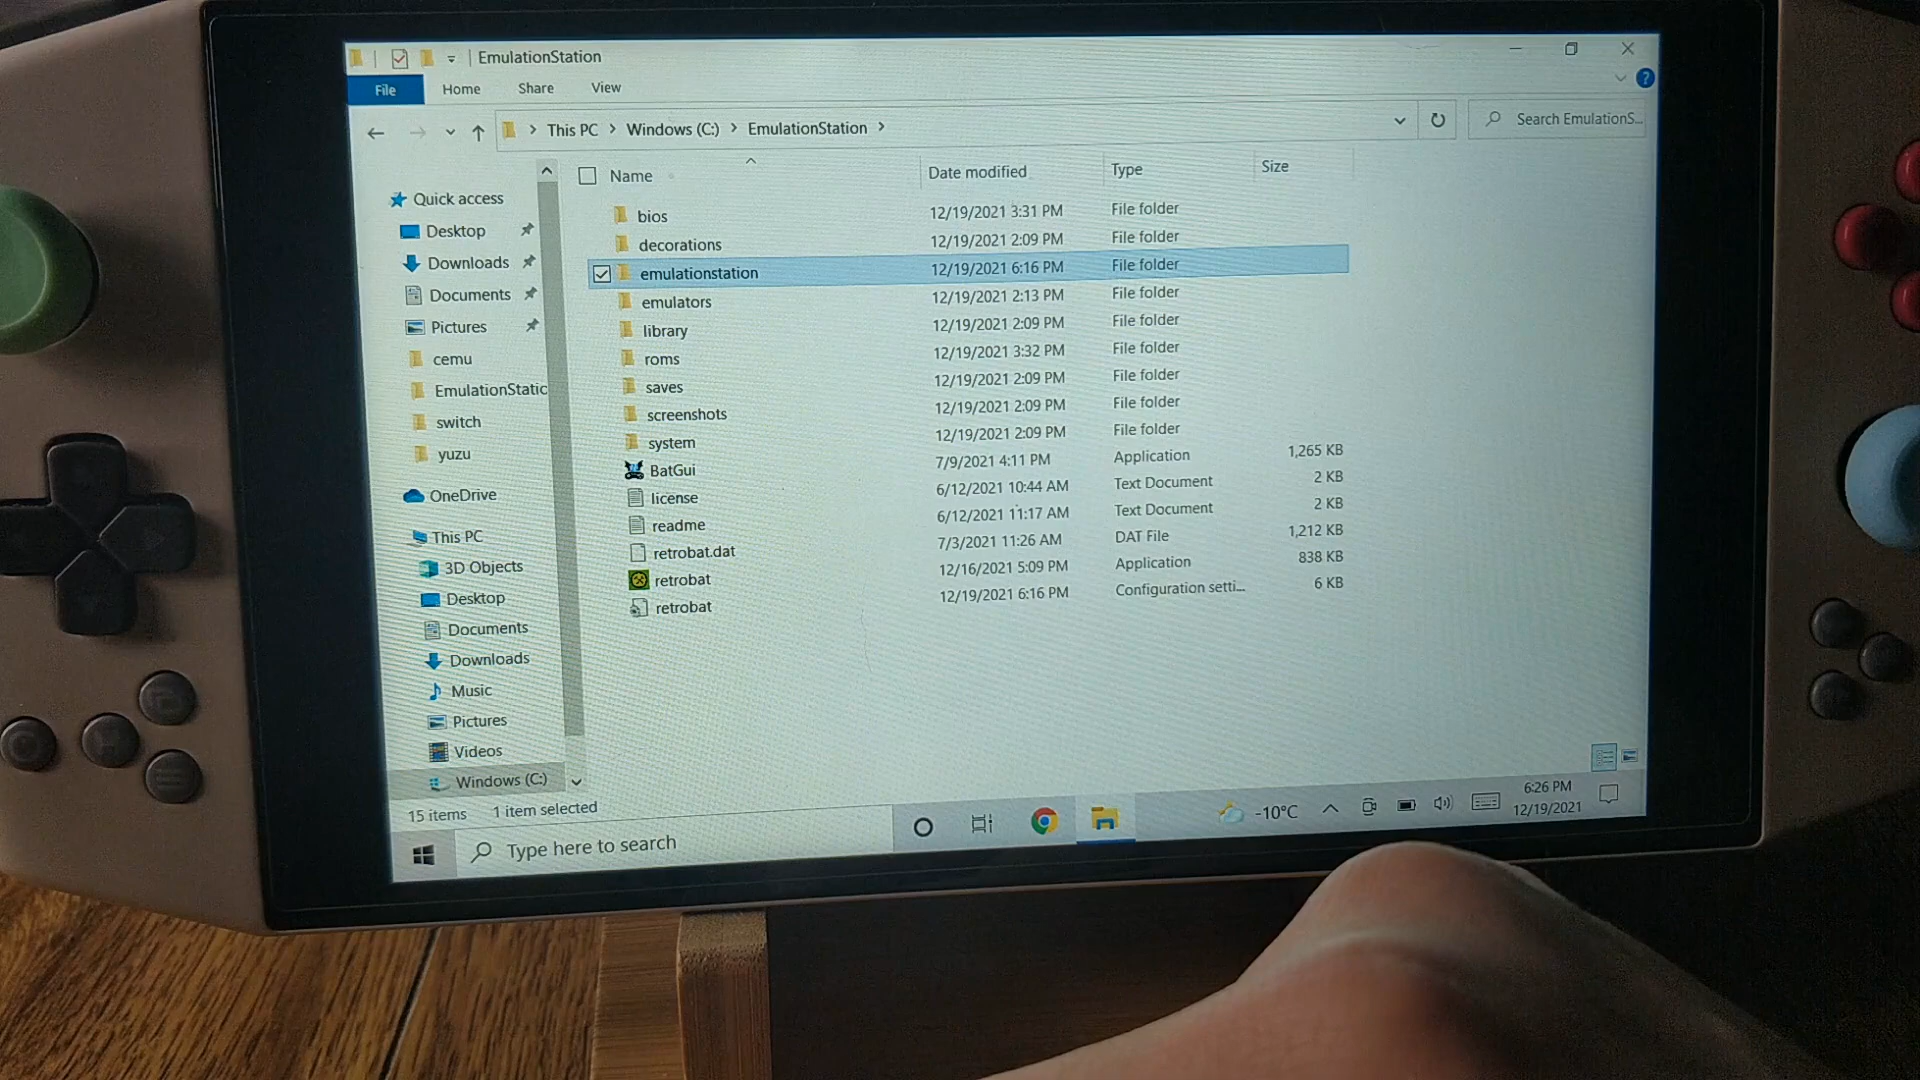 EmulationStation
File Home Share View
This PC Windows (C:) EmulationStation
Search EmulationS...
Name Date modified Type Size
Quick access
Desktop
Downloads
Documents
Pictures
cemu
EmulationStatic
switch
yuzu
OneDrive
This PC
3D Objects
Desktop
Documents
Downloads
Music
Pictures
Videos
Windows (C:)
bios 12/19/2021 3:31 PM File folder
decorations 12/19/2021 2:09 PM File folder
emulationstation 12/19/2021 6:16 PM File folder
emulators 12/19/2021 2:13 PM File folder
library 12/19/2021 2:09 PM File folder
roms 12/19/2021 3:32 PM File folder
saves 12/19/2021 2:09 PM File folder
screenshots 12/19/2021 2:09 PM File folder
system 12/19/2021 2:09 PM File folder
BatGui 7/9/2021 4:11 PM Application 1,265 KB
license 6/12/2021 10:44 AM Text Document 2 KB
readme 6/12/2021 11:17 AM Text Document 2 KB
retrobat.dat 7/3/2021 11:26 AM DAT File 1,212 KB
retrobat 12/16/2021 5:09 PM Application 838 KB
retrobat 12/19/2021 6:16 PM Configuration setti... 6 KB
15 items 1 item selected
Type here to search
-10°C
6:26 PM
12/19/2021